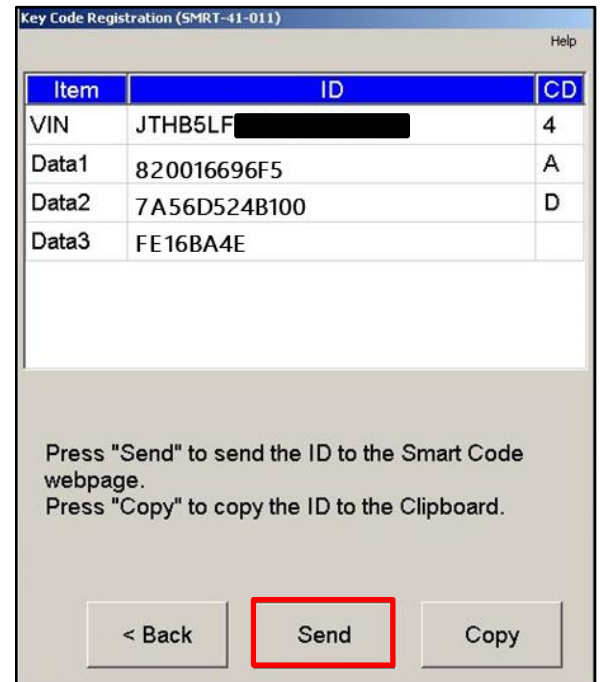 Key Code Registration (SMRT-41-011)
Help
Item ID CD
VIN JTHB5LF 4
Data1 820016696F5 A
Data2 7A56D524B100 D
Data3 FE16BA4E
Press "Send" to send the ID to the Smart Code
webpage.
Press "Copy" to copy the ID to the Clipboard.
< Back Send Copy